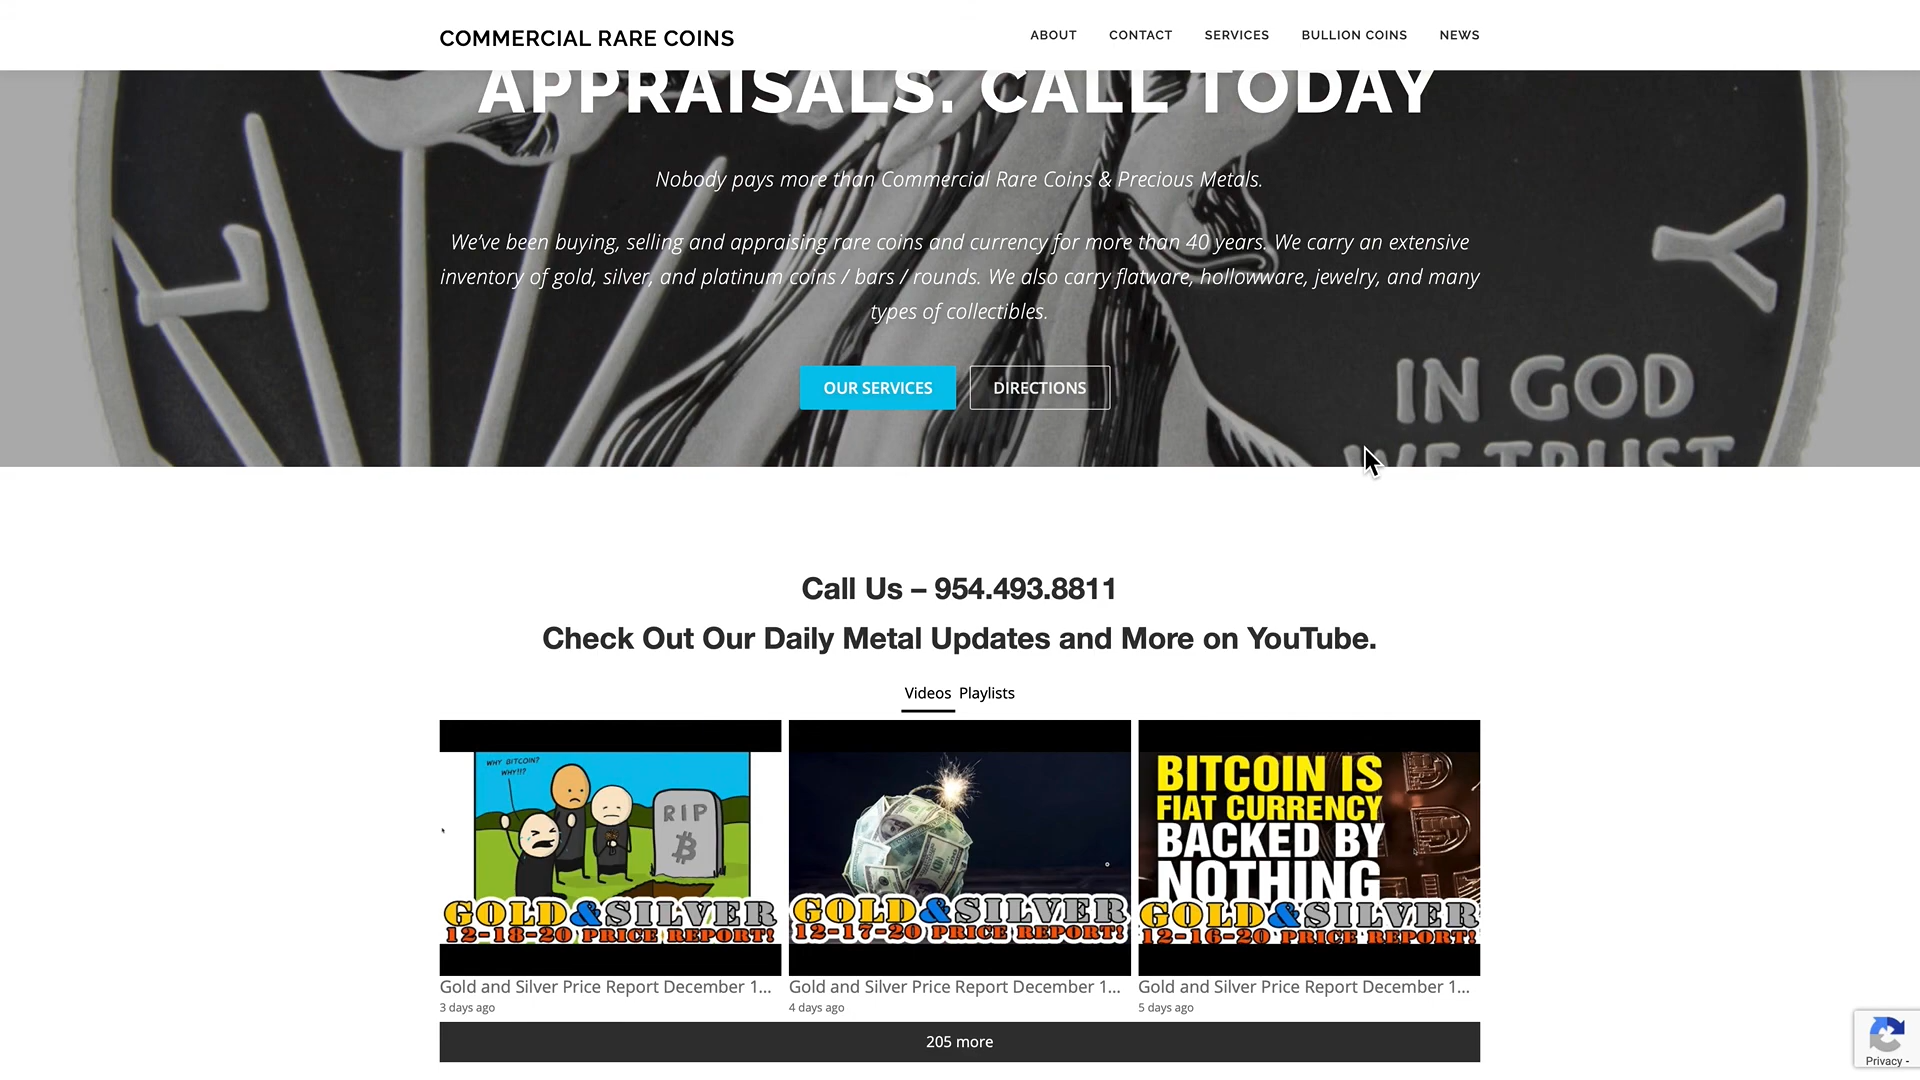 COMMERCIAL RARE COINS
ABOUT CONTACT SERVICES BULLION COINS NEWS
APPRAISALS. CALL TODAY
Nobody pays more than Commercial Rare Coins & Precious Metals.
We've been buying, selling and appraising rare coins and currency for more than 40 years. We carry an extensive
inventory of gold, silver, and platinum coins / bars / rounds. We also carry flatware, hollowware, jewelry, and many
types of collectibles.
OUR SERVICES DIRECTIONS
L
Y
IN GOD
WE TRUST
Call Us – 954.493.8811
Check Out Our Daily Metal Updates and More on YouTube.
Videos Playlists
WHY BITCOIN?
WHY!!?
RIP
GOLD&SILVER
12-18-20 PRICE REPORT!
GOLD&SILVER
12-17-20 PRICE REPORT!
BITCOIN IS
FIAT CURRENCY
BACKED BY
NOTHING
GOLD&SILVER
12-16-20 PRICE REPORT!
Gold and Silver Price Report December 1...
3 days ago
Gold and Silver Price Report December 1...
4 days ago
Gold and Silver Price Report December 1...
5 days ago
205 more
Privacy -